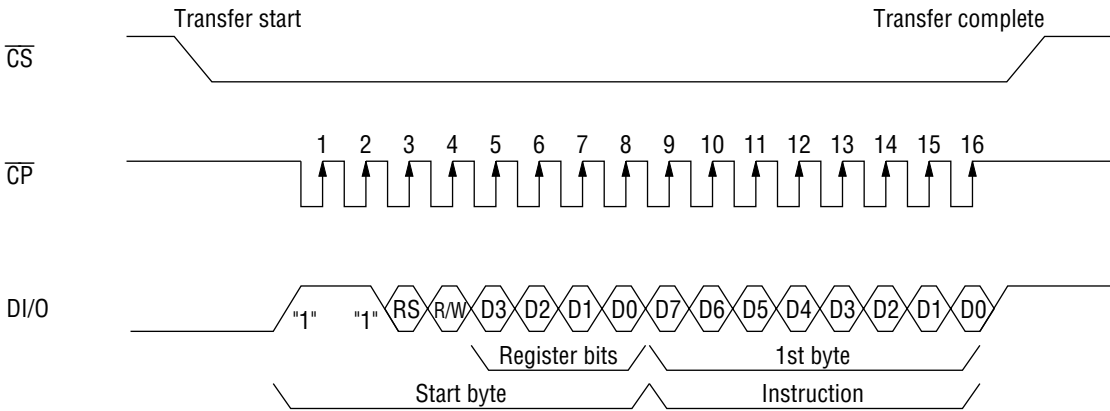 Transfer start Transfer complete
CS
1 2 3 4 5 6 7 8 9 10 11 12 13 14 15 16
CP
DI/O "1" "1" RS R/W D3 D2 D1 D0 D7 D6 D5 D4 D3 D2 D1 D0
Register bits 1st byte
Start byte Instruction